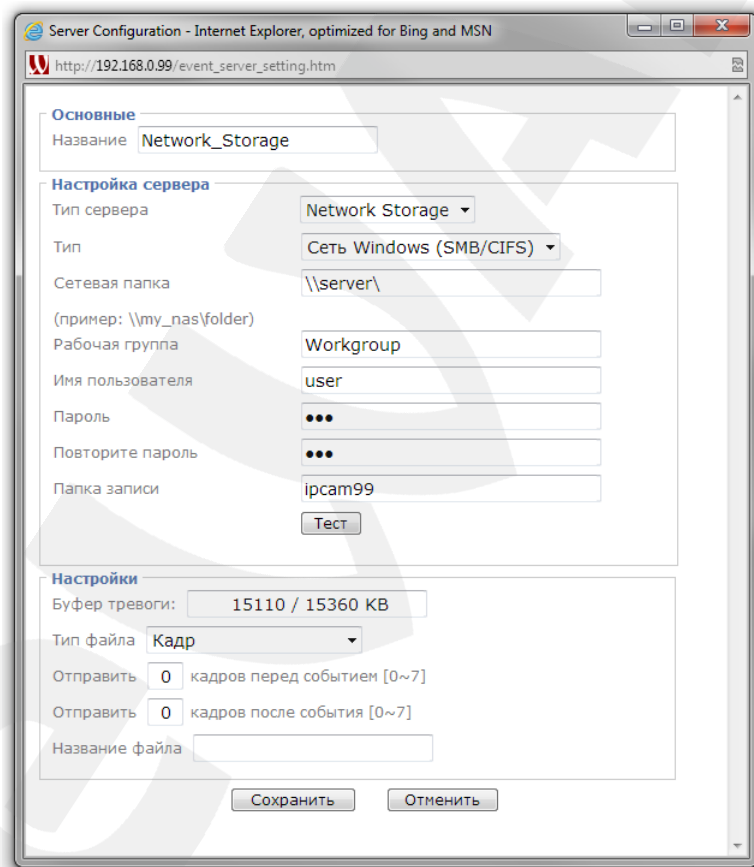 Server Configuration - Internet Explorer, optimized for Bing and MSN
http://192.168.0.99/event_server_setting.htm
Основные
Название Network_Storage
Настройка сервера
Тип сервера Network Storage
Тип Сеть Windows (SMB/CIFS)
Сетевая папка \\server\
(пример: \\my_nas\folder)
Рабочая группа Workgroup
Имя пользователя user
Пароль •••
Повторите пароль •••
Папка записи ipcam99
Тест
Настройки
Буфер тревоги: 15110 / 15360 KB
Тип файла Кадр
Отправить 0 кадров перед событием [0~7]
Отправить 0 кадров после события [0~7]
Название файла
Сохранить Отменить